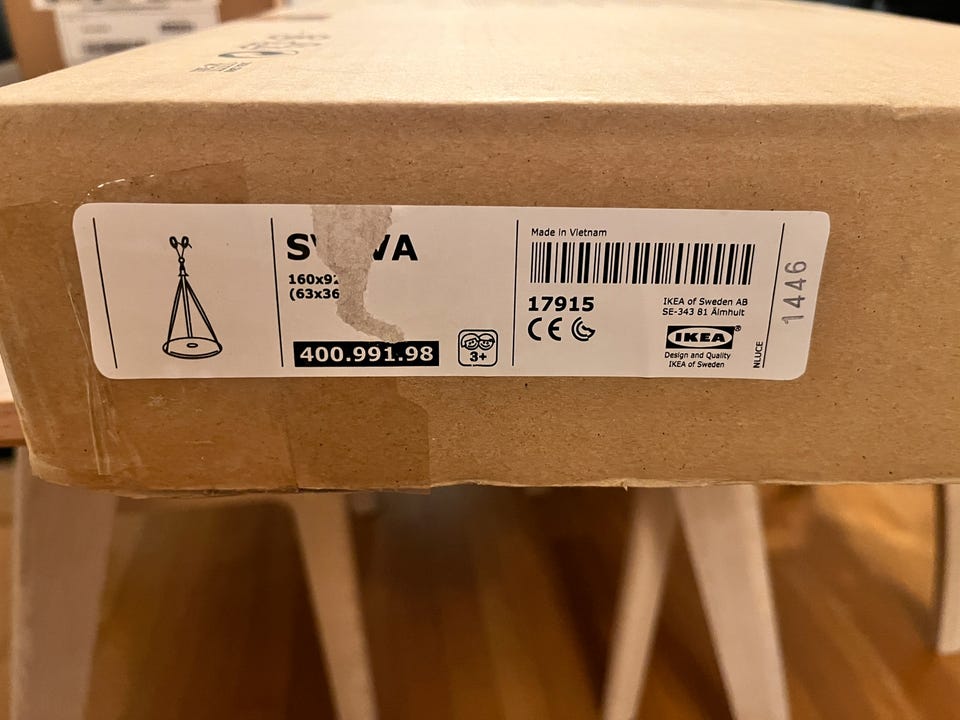 160x92
(63x36
400.991.98
3+
Made in Vietnam
17915
CE
IKEA of Sweden AB
SE-343 81 Älmhult
IKEA®
Design and Quality
IKEA of Sweden
NLUCE
1446